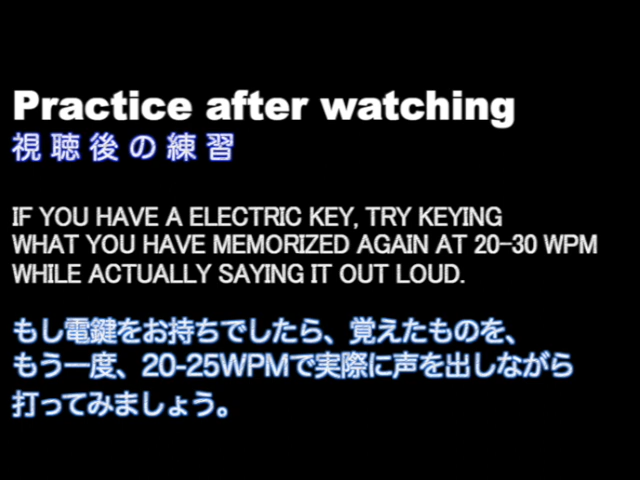 Practice after watching
視聴後の練習
IF YOU HAVE A ELECTRIC KEY, TRY KEYING
WHAT YOU HAVE MEMORIZED AGAIN AT 20-30 WPM
WHILE ACTUALLY SAYING IT OUT LOUD.
もし電鍵をお持ちでしたら、覚えたものを、
もう一度、20-25WPMで実際に声を出しながら
打ってみましょう。